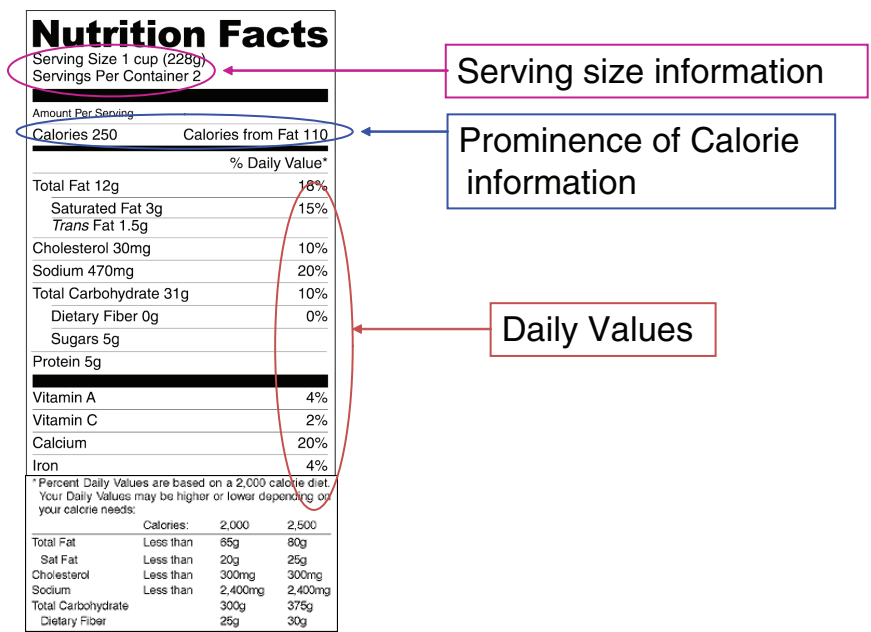 Nutrition Facts
Serving Size 1 cup (228g)
Servings Per Container 2
Amount Per Serving
Calories 250 Calories from Fat 110
% Daily Value*
Total Fat 12g 18%
Saturated Fat 3g 15%
Trans Fat 1.5g
Cholesterol 30mg 10%
Sodium 470mg 20%
Total Carbohydrate 31g 10%
Dietary Fiber 0g 0%
Sugars 5g
Protein 5g
Vitamin A 4%
Vitamin C 2%
Calcium 20%
Iron 4%
* Percent Daily Values are based on a 2,000 calorie diet.
Your Daily Values may be higher or lower depending on
your calorie needs:
Calories: 2,000 2,500
Total Fat Less than 65g 80g
Sat Fat Less than 20g 25g
Cholesterol Less than 300mg 300mg
Sodium Less than 2,400mg 2,400mg
Total Carbohydrate 300g 375g
Dietary Fiber 25g 30g
Serving size information
Prominence of Calorie
information
Daily Values